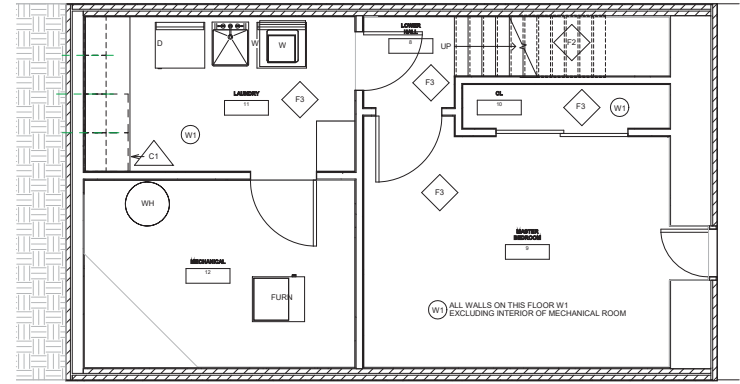 LOWER
HALL
8
UP
F2
D
W
W
LAUNDRY
11
F3
F3
CL
10
F3
W1
W1
C1
F3
WH
MASTER
BEDROOM
9
MECHANICAL
12
FURN
W1
ALL WALLS ON THIS FLOOR W1
EXCLUDING INTERIOR OF MECHANICAL ROOM